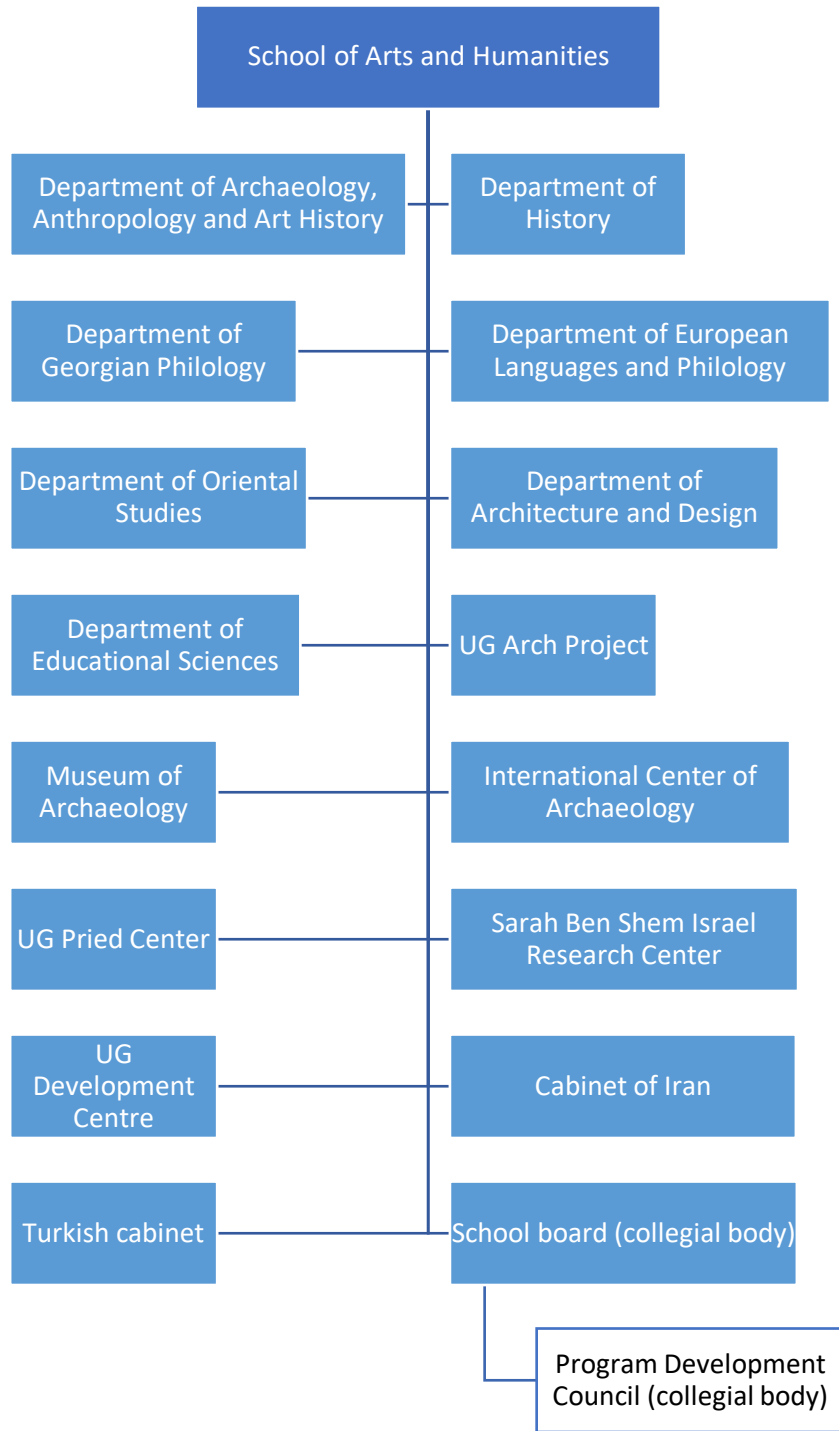 School of Arts and Humanities
Department of Archaeology,
Anthropology and Art History
Department of
History
Department of
Georgian Philology
Department of European
Languages and Philology
Department of Oriental
Studies
Department of
Architecture and Design
Department of
Educational Sciences
UG Arch Project
Museum of
Archaeology
International Center of
Archaeology
UG Pried Center
Sarah Ben Shem Israel
Research Center
UG
Development
Centre
Cabinet of Iran
Turkish cabinet
School board (collegial body)
Program Development
Council (collegial body)